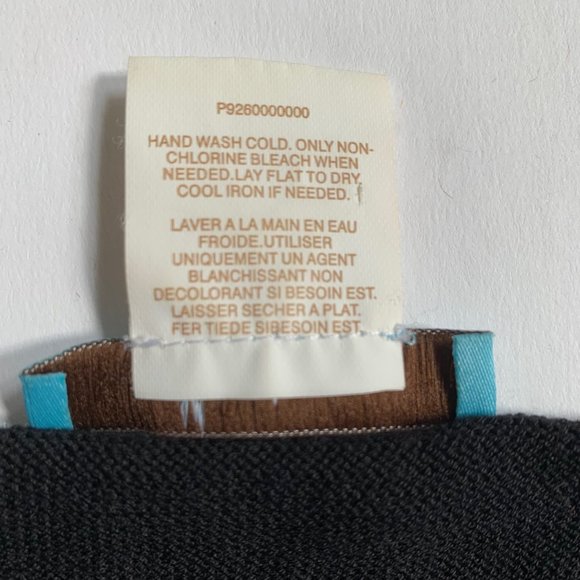 P9260000000
HAND WASH COLD. ONLY NON-
CHLORINE BLEACH WHEN
NEEDED.LAY FLAT TO DRY.
COOL IRON IF NEEDED.
LAVER A LA MAIN EN EAU
FROIDE.UTILISER
UNIQUEMENT UN AGENT
BLANCHISSANT NON
DECOLORANT SI BESOIN EST.
LAISSER SECHER A PLAT.
FER TIEDE SIBESOIN EST.